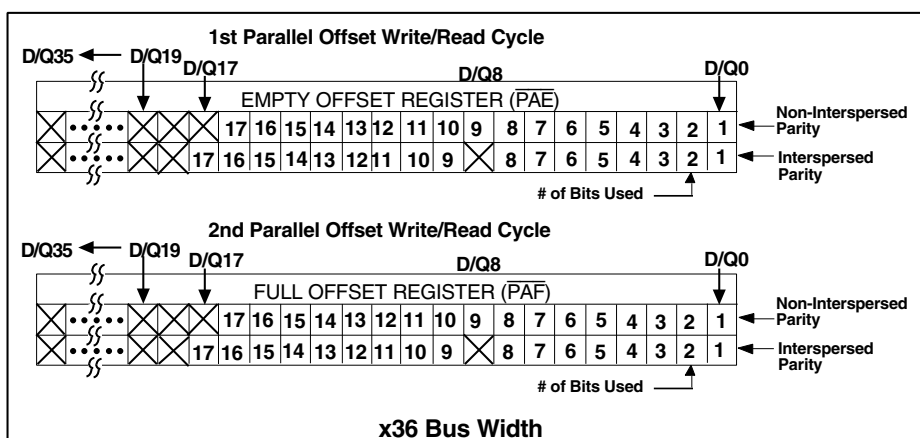 1st Parallel Offset Write/Read Cycle
D/Q35 D/Q19 D/Q17 D/Q8 D/Q0
EMPTY OFFSET REGISTER (PAE)
17 16 15 14 13 12 11 10 9 8 7 6 5 4 3 2 1 Non-Interspersed Parity
17 16 15 14 13 12 11 10 9 8 7 6 5 4 3 2 1 Interspersed Parity
# of Bits Used
2nd Parallel Offset Write/Read Cycle
D/Q35 D/Q19 D/Q17 D/Q8 D/Q0
FULL OFFSET REGISTER (PAF)
17 16 15 14 13 12 11 10 9 8 7 6 5 4 3 2 1 Non-Interspersed Parity
17 16 15 14 13 12 11 10 9 8 7 6 5 4 3 2 1 Interspersed Parity
# of Bits Used
x36 Bus Width